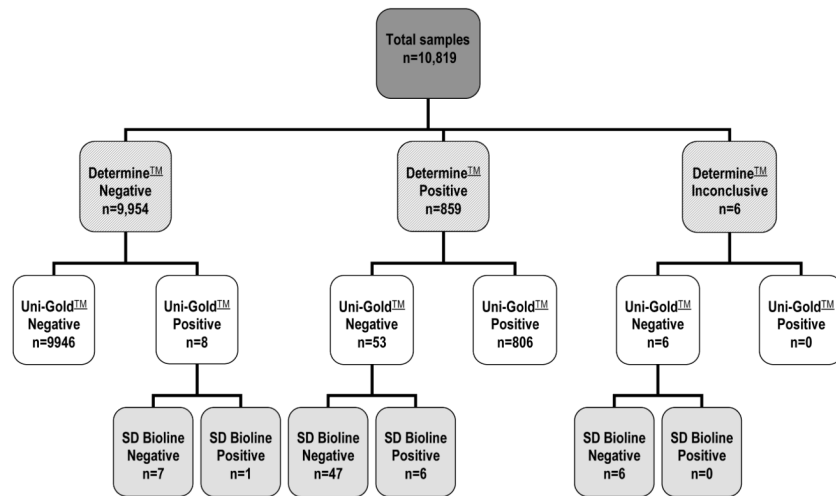 Total samples
n=10,819
Determine™
Negative
n=9,954
Determine™
Positive
n=859
Determine™
Inconclusive
n=6
Uni-Gold™
Negative
n=9946
Uni-Gold™
Positive
n=8
Uni-Gold™
Negative
n=53
Uni-Gold™
Positive
n=806
Uni-Gold™
Negative
n=6
Uni-Gold™
Positive
n=0
SD Bioline
Negative
n=7
SD Bioline
Positive
n=1
SD Bioline
Negative
n=47
SD Bioline
Positive
n=6
SD Bioline
Negative
n=6
SD Bioline
Positive
n=0